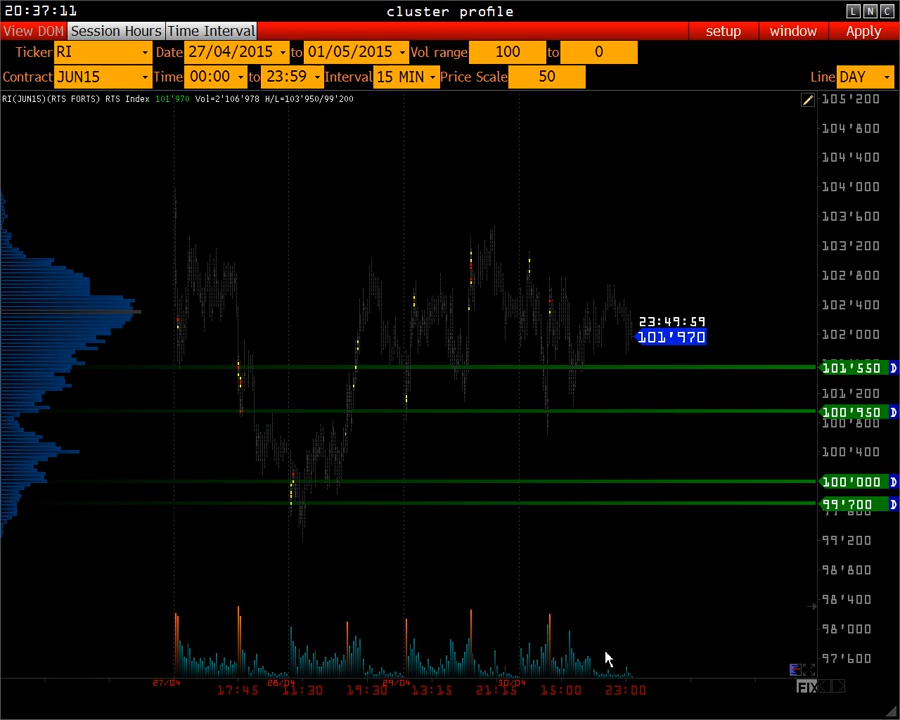 20:37:11 cluster profile L N C
View DOM Session Hours Time Interval setup window Apply
Ticker RI Date 27/04/2015 to 01/05/2015 Vol range 100 to 0
Contract JUN15 Time 00:00 to 23:59 Interval 15 MIN Price Scale 50 Line DAY
RI(JUN15)(RTS FORTS) RTS Index 101'970 Vol=2'106'978 H/L=103'950/99'200
105'200
104'800
104'400
104'000
103'600
103'200
102'800
102'400
23:49:59
102'000
101'970
101'550 D
101'200
100'950 D
100'800
100'400
100'000 D
99'700 D
99'200
98'800
98'400
98'000
97'600
27/04 28/04 29/04 30/04
17:45 11:30 19:30 13:15 21:15 15:00 23:00
FIX